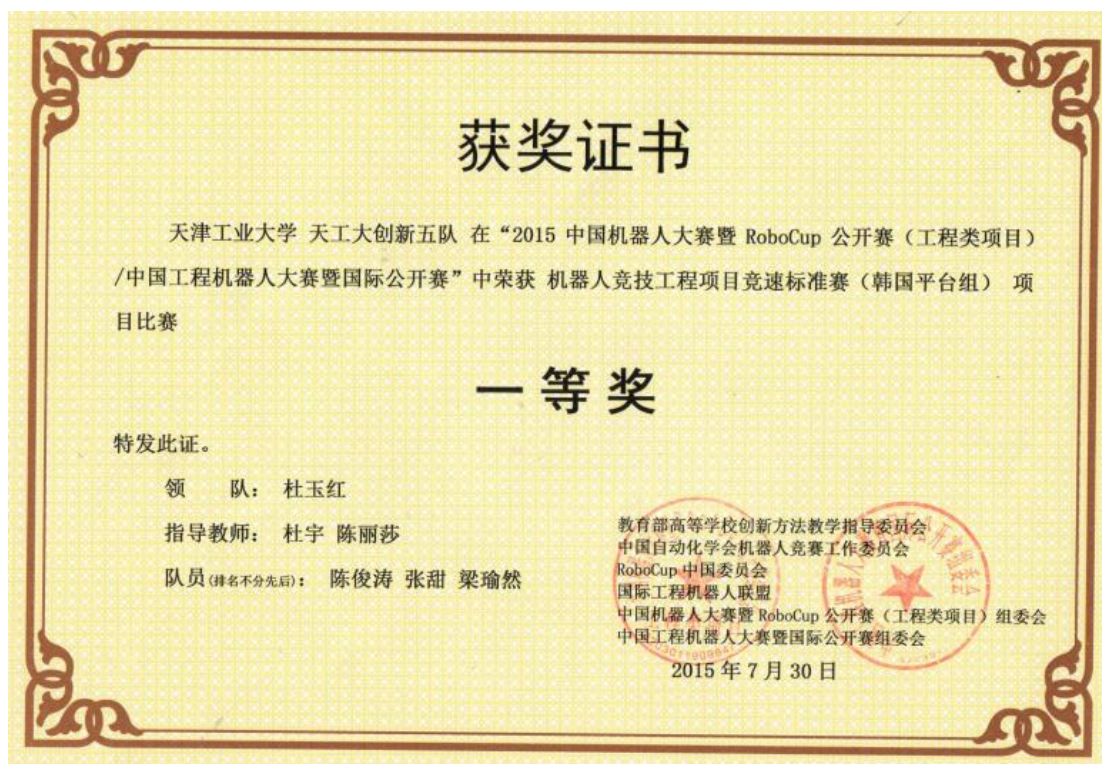 获奖证书
天津工业大学 天工大创新五队 在“2015 中国机器人大赛暨 RoboCup 公开赛（工程类项目）
/中国工程机器人大赛暨国际公开赛”中荣获 机器人竞技工程项目竞速标准赛（韩国平台组） 项
目比赛
一等奖
特发此证。
领 队： 杜玉红
指导教师： 杜宇 陈丽莎
队员(排名不分先后)： 陈俊涛 张甜 梁瑜然
教育部高等学校创新方法教学指导委员会
中国自动化学会机器人竞赛工作委员会
RoboCup 中国委员会
国际工程机器人联盟
中国机器人大赛暨 RoboCup 公开赛（工程类项目）组委会
中国工程机器人大赛暨国际公开赛组委会
2015 年 7 月 30 日